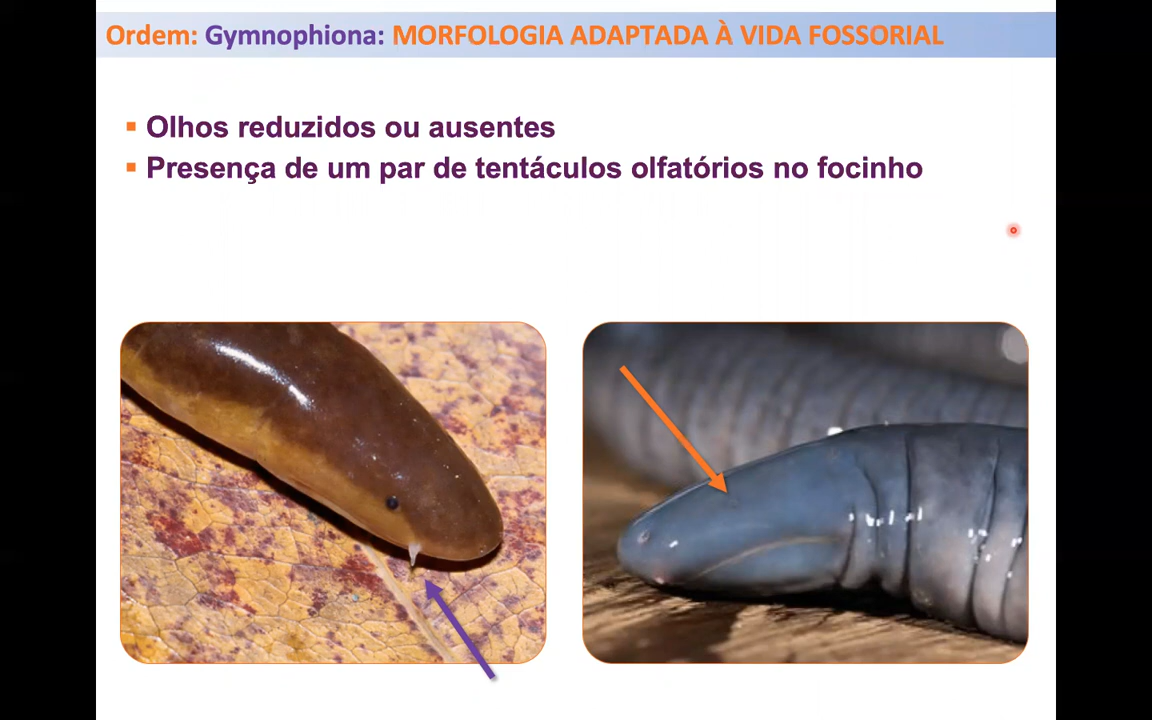 Ordem: Gymnophiona: MORFOLOGIA ADAPTADA À VIDA FOSSORIAL
Olhos reduzidos ou ausentes
Presença de um par de tentáculos olfatórios no focinho